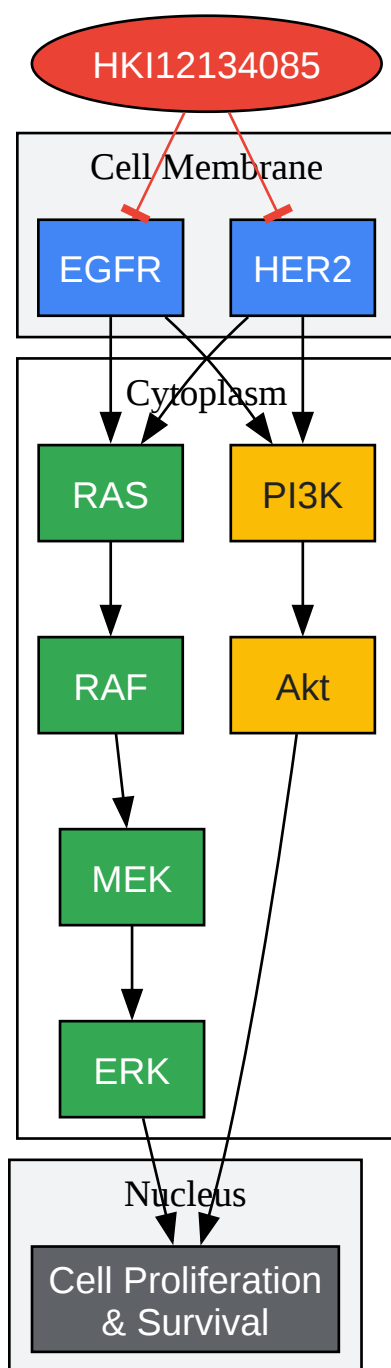 HKI12134085
Cell Membrane
EGFR
HER2
Cytoplasm
RAS
PI3K
RAF
Akt
MEK
ERK
Nucleus
Cell Proliferation
& Survival